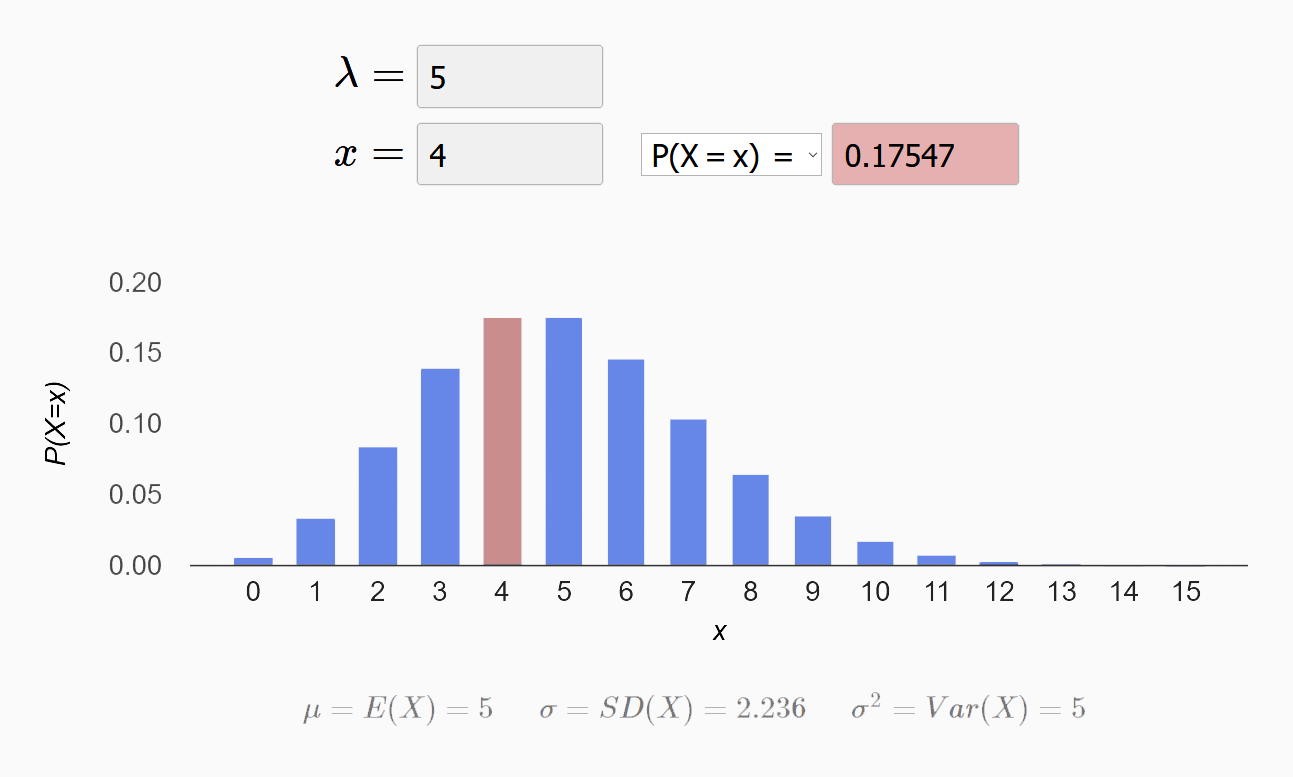 λ = 5
x = 4 P(X = x) = 0.17547
0.20
0.15
0.10
0.05
0.00
P(X=x)
0 1 2 3 4 5 6 7 8 9 10 11 12 13 14 15
x
μ = E(X) = 5 σ = SD(X) = 2.236 σ² = Var(X) = 5